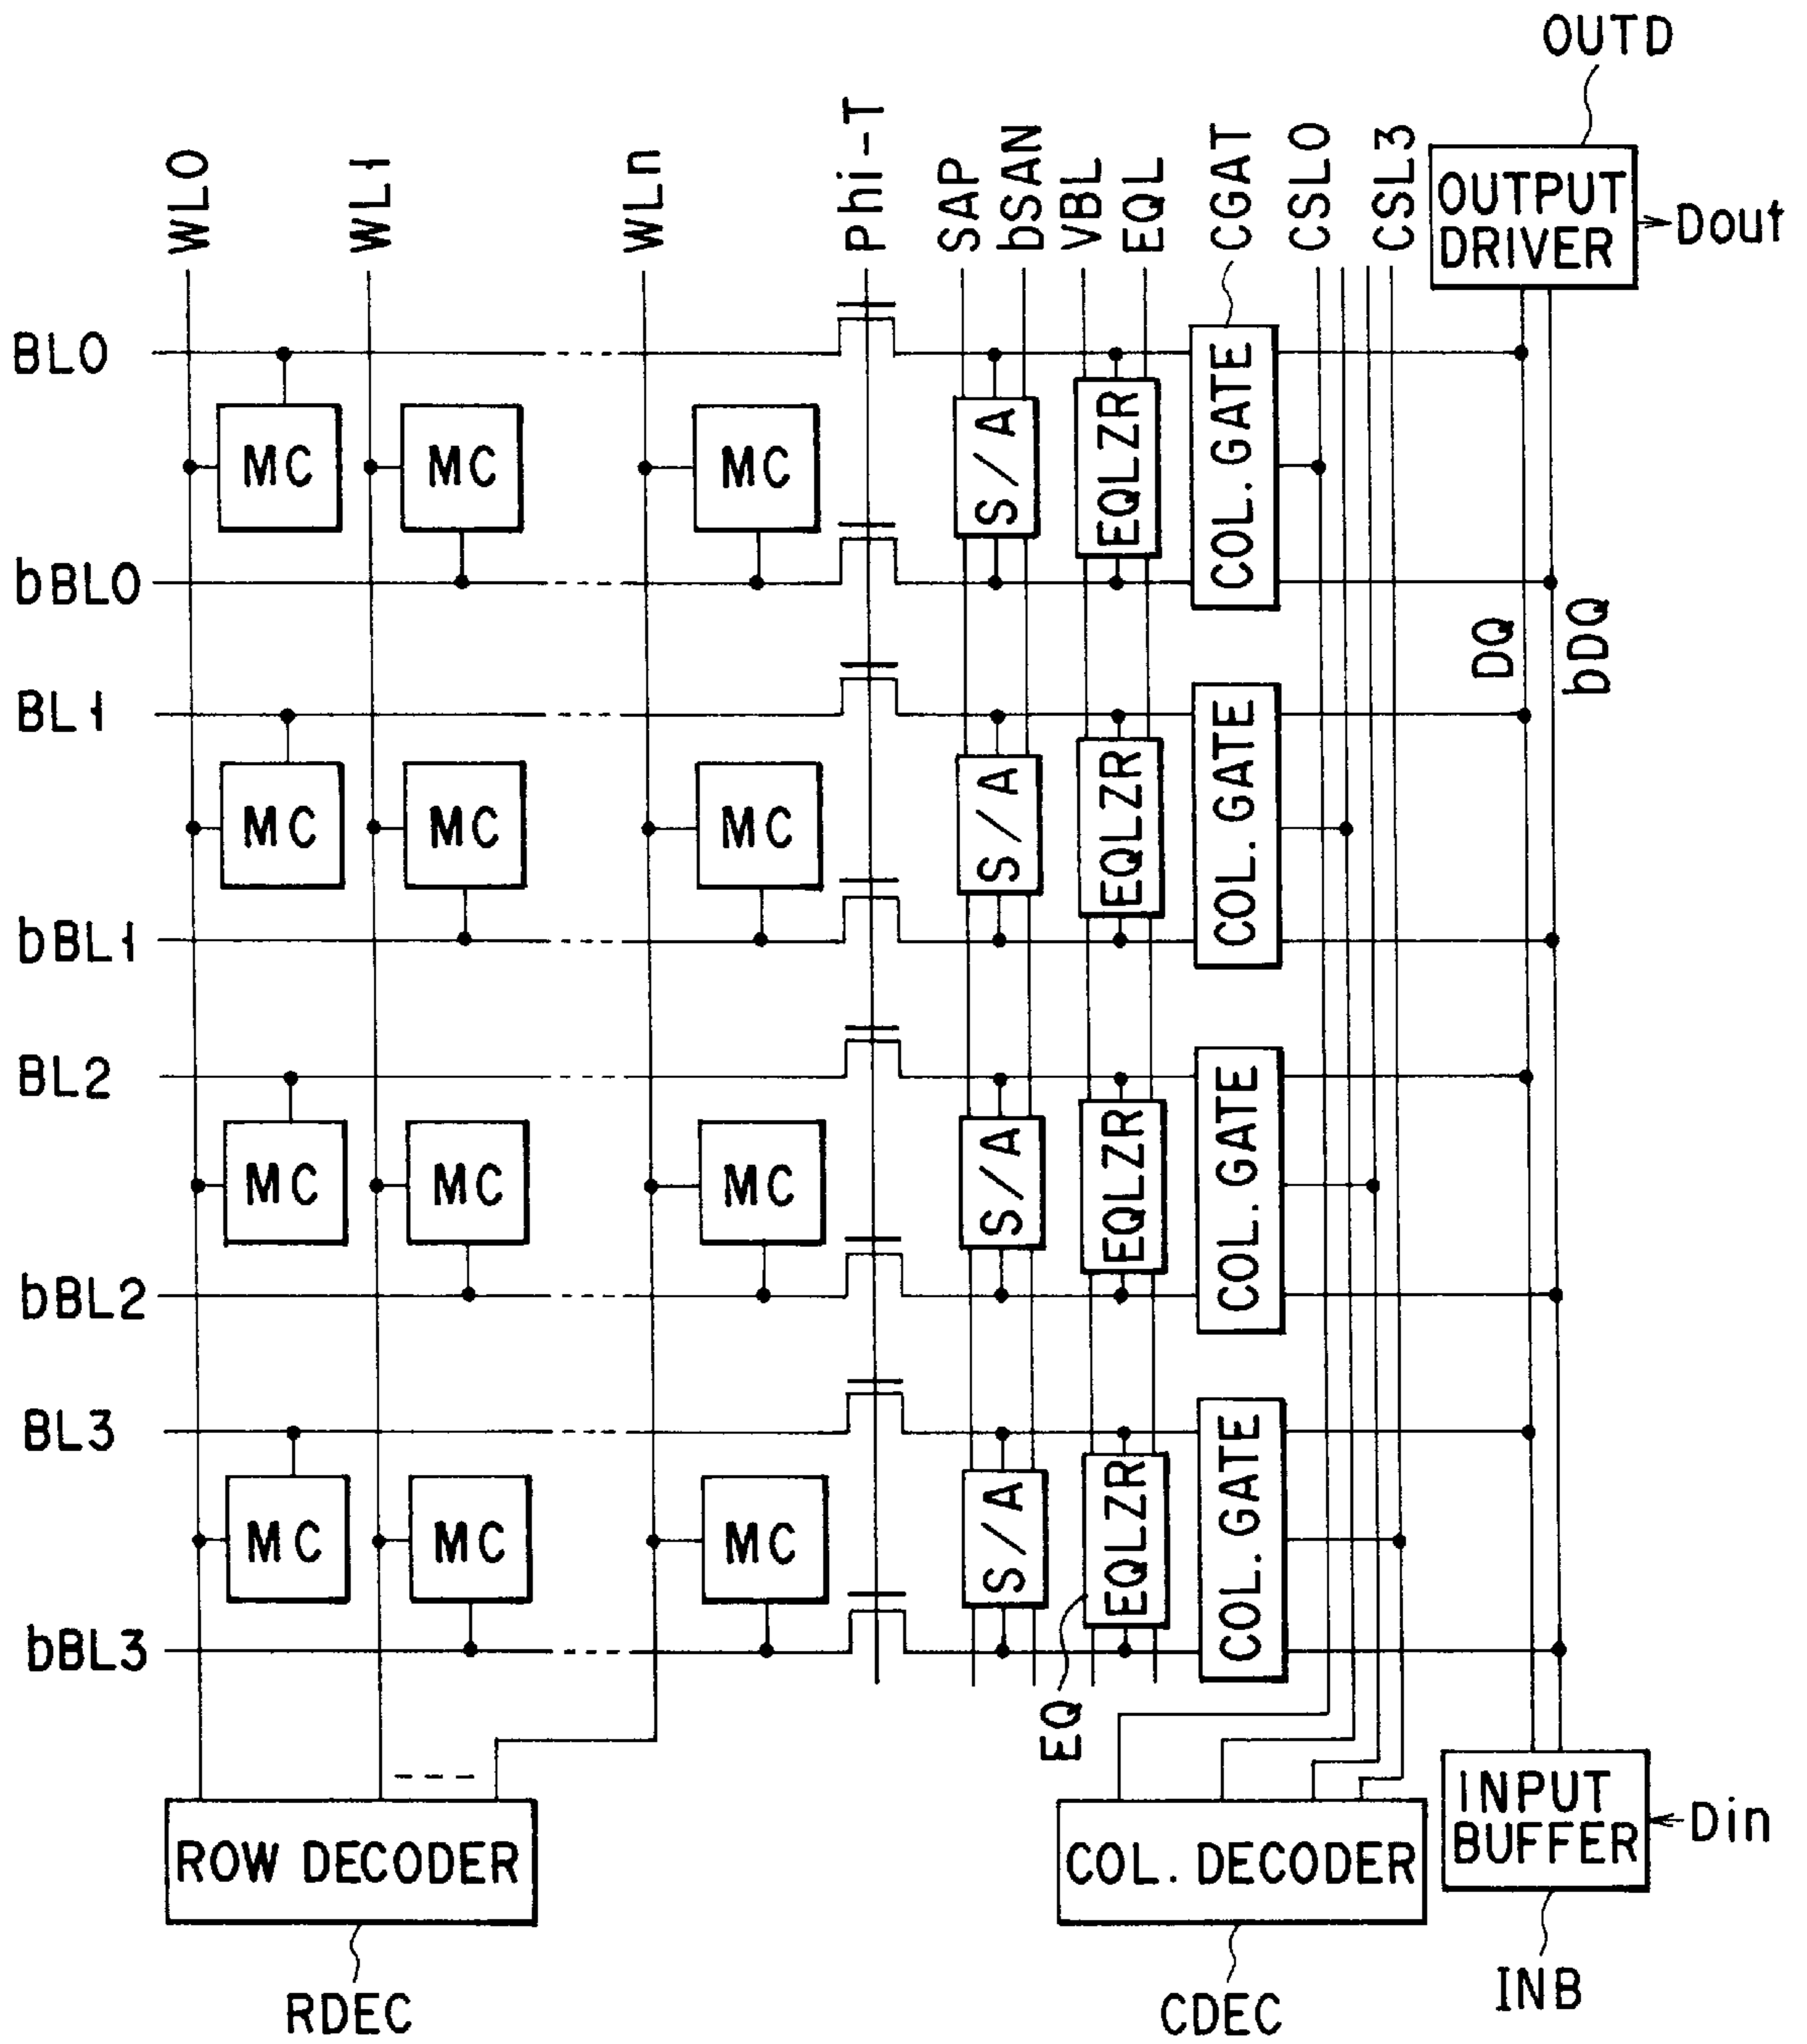 OUTD
WL0
WL1
WLn
Phi-T
SAP
bSAN
VBL
EQL
CGAT
CSL0
CSL3
OUTPUT
DRIVER
Dout
BL0
MC
MC
MC
S/A
EQLZR
COL.GATE
bBL0
DQ
bDQ
BL1
MC
MC
MC
S/A
EQLZR
COL.GATE
bBL1
BL2
MC
MC
MC
S/A
EQLZR
COL.GATE
bBL2
BL3
MC
MC
MC
S/A
EQLZR
COL.GATE
bBL3
EQ
ROW DECODER
COL. DECODER
INPUT
BUFFER
Din
RDEC
CDEC
INB